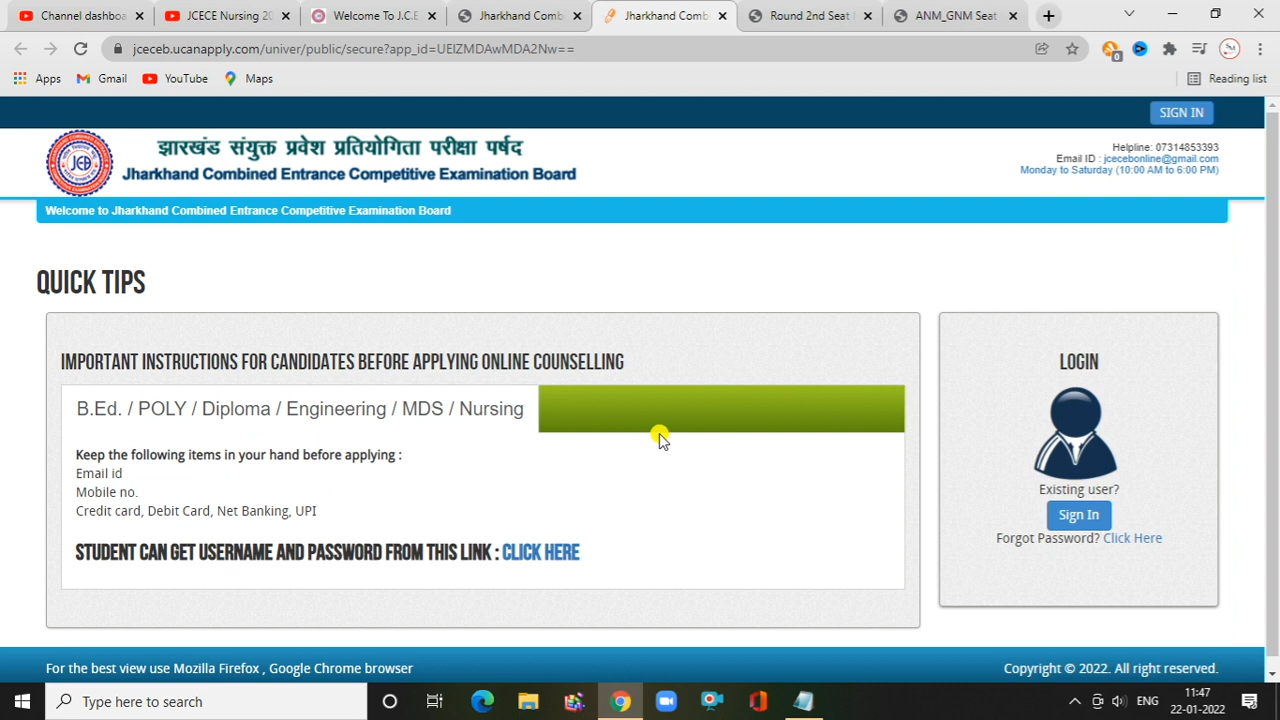 Channel dashboa
JCECE Nursing 20
Welcome To J.C.E
Jharkhand Comb
Jharkhand Comb
Round 2nd Seat
ANM_GNM Seat
jceceb.ucanapply.com/univer/public/secure?app_id=UElZMDAwMDA2Nw==
0
Apps
Gmail
YouTube
Maps
Reading list
SIGN IN
झारखंड संयुक्त प्रवेश प्रतियोगिता परीक्षा पर्षद
Jharkhand Combined Entrance Competitive Examination Board
JCEB
Helpline: 07314853393
Email ID : jcecebonline@gmail.com
Monday to Saturday (10:00 AM to 6:00 PM)
Welcome to Jharkhand Combined Entrance Competitive Examination Board
QUICK TIPS
IMPORTANT INSTRUCTIONS FOR CANDIDATES BEFORE APPLYING ONLINE COUNSELLING
B.Ed. / POLY / Diploma / Engineering / MDS / Nursing
Keep the following items in your hand before applying :
Email id
Mobile no.
Credit card, Debit Card, Net Banking, UPI
STUDENT CAN GET USERNAME AND PASSWORD FROM THIS LINK : CLICK HERE
LOGIN
Existing user?
Sign In
Forgot Password? Click Here
For the best view use Mozilla Firefox , Google Chrome browser
Copyright © 2022. All right reserved.
Type here to search
ENG
11:47
22-01-2022